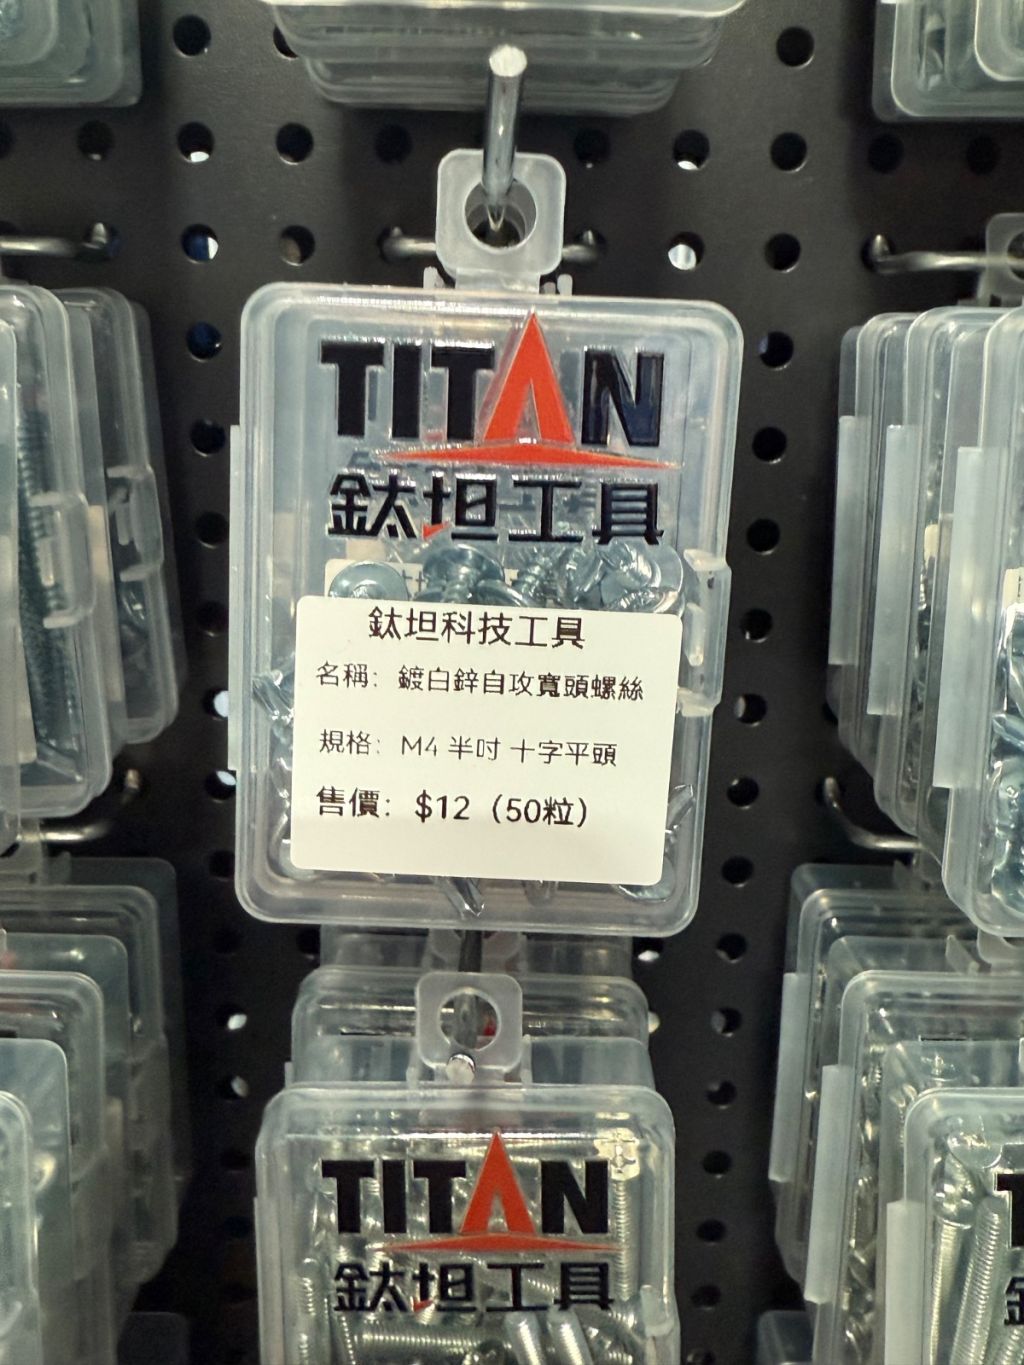 TITAN
鈦坦工具
鈦坦科技工具
名稱：鍍白鋅自攻寬頭螺絲
規格：M4 半吋 十字平頭
售價：$12（50粒）
TITAN
鈦坦工具